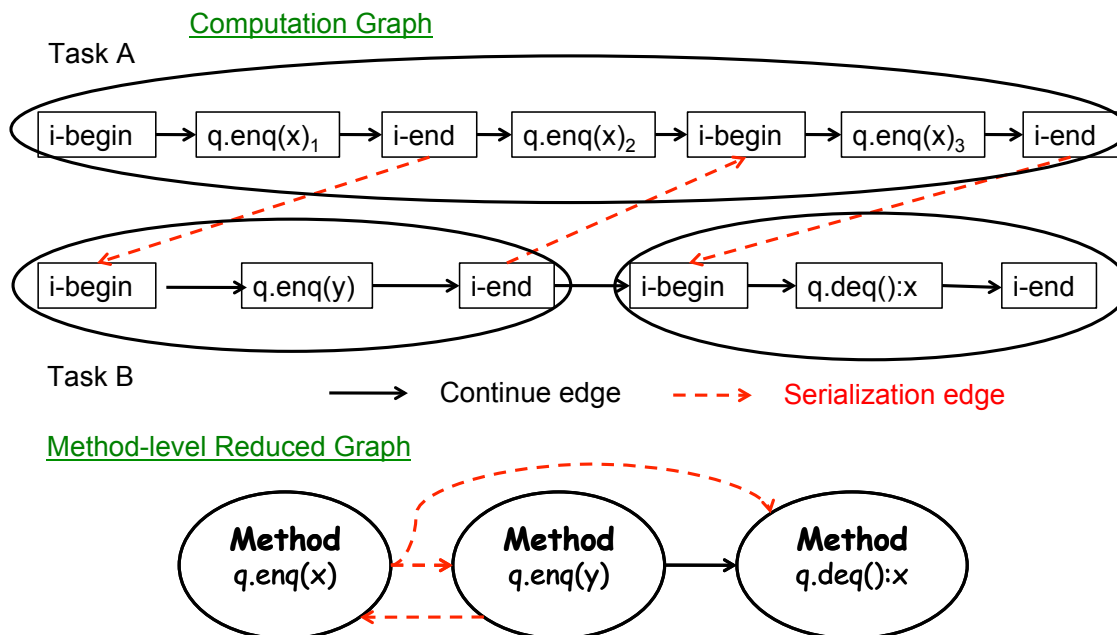 Computation Graph
Task A
i-begin q.enq(x)₁ i-end q.enq(x)₂ i-begin q.enq(x)₃ i-end
i-begin q.enq(y) i-end i-begin q.deq():x i-end
Task B
Continue edge Serialization edge
Method-level Reduced Graph
Method Method Method
q.enq(x) q.enq(y) q.deq():x